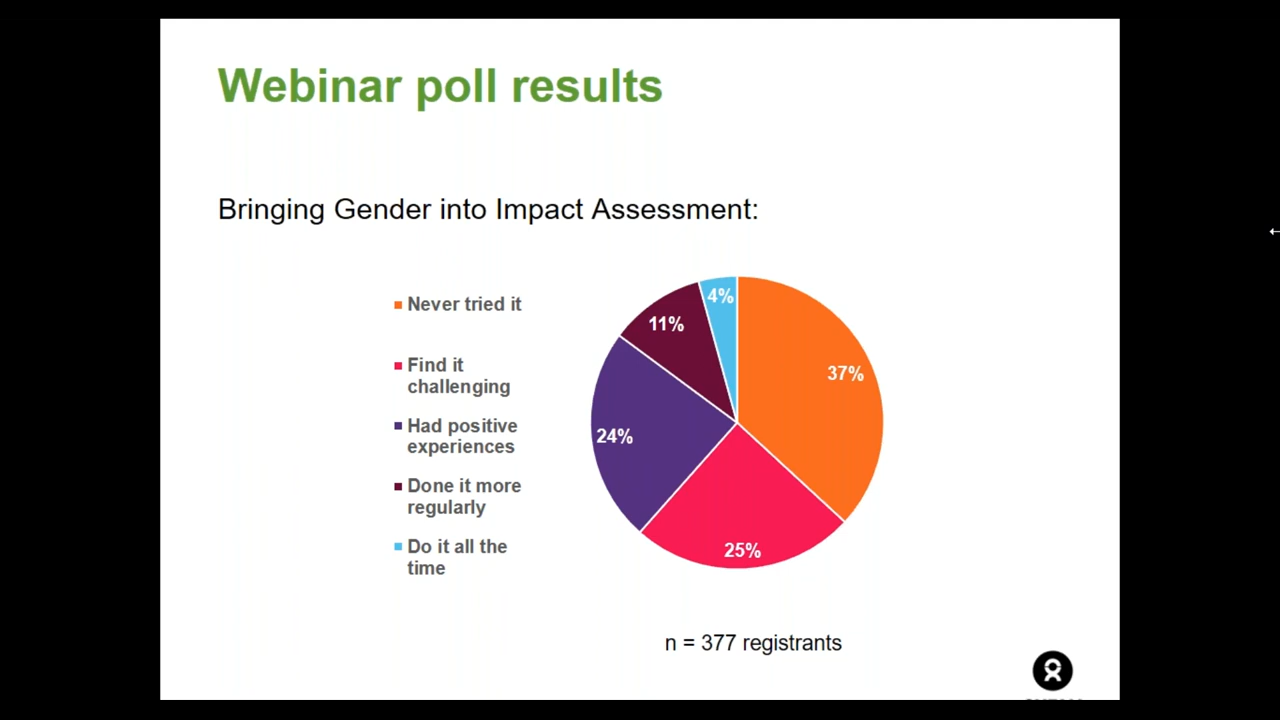 Webinar poll results
Bringing Gender into Impact Assessment:
Never tried it
Find it
challenging
Had positive
experiences
Done it more
regularly
Do it all the
time
4%
11%
37%
24%
25%
n = 377 registrants